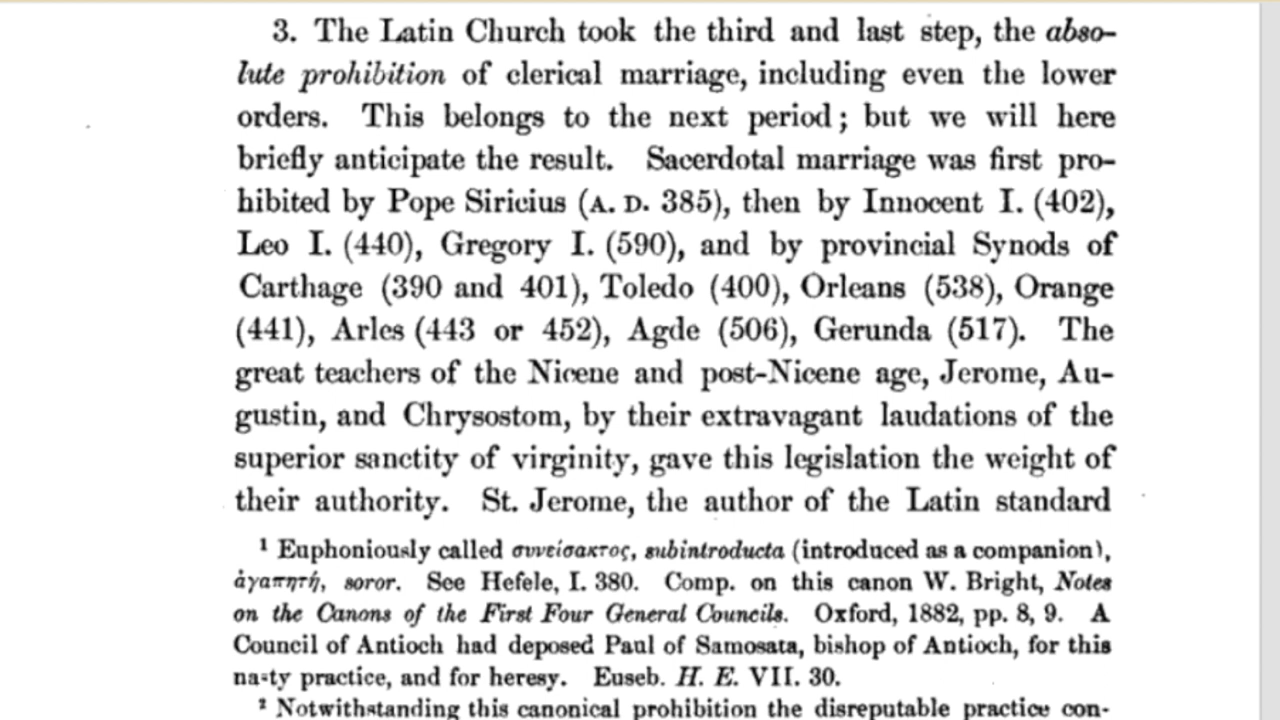 3. The Latin Church took the third and last step, the abso-
lute prohibition of clerical marriage, including even the lower
orders. This belongs to the next period; but we will here
briefly anticipate the result. Sacerdotal marriage was first pro-
hibited by Pope Siricius (A. D. 385), then by Innocent I. (402),
Leo I. (440), Gregory I. (590), and by provincial Synods of
Carthage (390 and 401), Toledo (400), Orleans (538), Orange
(441), Arles (443 or 452), Agde (506), Gerunda (517). The
great teachers of the Nicene and post-Nicene age, Jerome, Au-
gustin, and Chrysostom, by their extravagant laudations of the
superior sanctity of virginity, gave this legislation the weight of
their authority. St. Jerome, the author of the Latin standard
¹ Euphoniously called συνείσακτος, subintroducta (introduced as a companion),
ἀγαπητή, soror. See Hefele, I. 380. Comp. on this canon W. Bright, Notes
on the Canons of the First Four General Councils. Oxford, 1882, pp. 8, 9. A
Council of Antioch had deposed Paul of Samosata, bishop of Antioch, for this
nasty practice, and for heresy. Euseb. H. E. VII. 30.
² Notwithstanding this canonical prohibition the disreputable practice con-